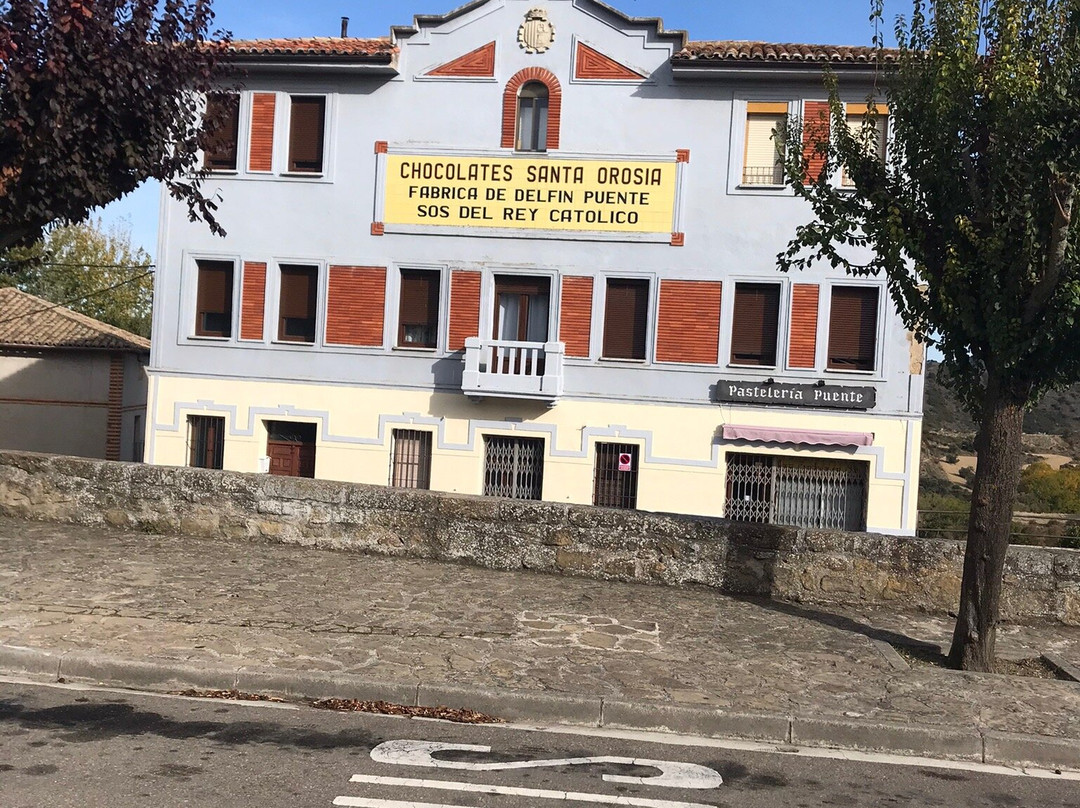 CHOCOLATES SANTA OROSIA
FABRICA DE DELFIN PUENTE
SOS DEL REY CATOLICO
Pastelería Puente